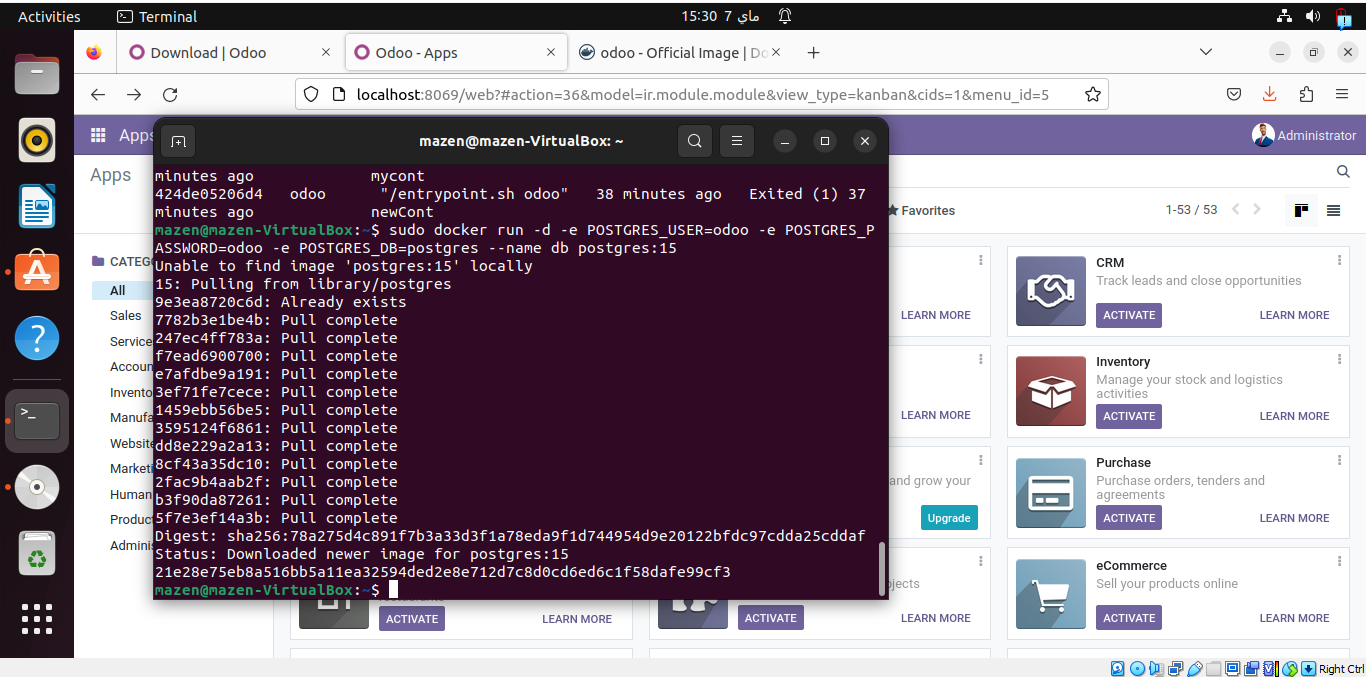 Activities
Terminal
15:30 7 ماي
Download | Odoo
Odoo - Apps
odoo - Official Image | Do
localhost:8069/web?#action=36&model=ir.module.module&view_type=kanban&cids=1&menu_id=5
Apps
Administrator
mazen@mazen-VirtualBox: ~
Apps
Favorites
1-53 / 53
minutes ago mycont
424de05206d4 odoo "/entrypoint.sh odoo" 38 minutes ago Exited (1) 37
minutes ago newCont
mazen@mazen-VirtualBox:~$ sudo docker run -d -e POSTGRES_USER=odoo -e POSTGRES_P
ASSWORD=odoo -e POSTGRES_DB=postgres --name db postgres:15
Unable to find image 'postgres:15' locally
15: Pulling from library/postgres
9e3ea8720c6d: Already exists
7782b3e1be4b: Pull complete
247ec4ff783a: Pull complete
f7ead6900700: Pull complete
e7afdbe9a191: Pull complete
3ef71fe7cece: Pull complete
1459ebb56be5: Pull complete
3595124f6861: Pull complete
dd8e229a2a13: Pull complete
8cf43a35dc10: Pull complete
2fac9b4aab2f: Pull complete
b3f90da87261: Pull complete
5f7e3ef14a3b: Pull complete
Digest: sha256:78a275d4c891f7b3a33d3f1a78eda9f1d744954d9e20122bfdc97cdda25cddaf
Status: Downloaded newer image for postgres:15
21e28e75eb8a516bb5a11ea32594ded2e8e712d7c8d0cd6ed6c1f58dafe99cf3
mazen@mazen-VirtualBox:~$
CATEG
All
Sales
Service
Accoun
Invento
Manufa
Website
Marketi
Human
Produc
Adminis
LEARN MORE
CRM
Track leads and close opportunities
ACTIVATE
LEARN MORE
LEARN MORE
Inventory
Manage your stock and logistics
activities
ACTIVATE
LEARN MORE
and grow your
Upgrade
Purchase
Purchase orders, tenders and
agreements
ACTIVATE
LEARN MORE
ojects
eCommerce
Sell your products online
ACTIVATE
LEARN MORE
ACTIVATE
LEARN MORE
ACTIVATE
LEARN MORE
Right Ctrl